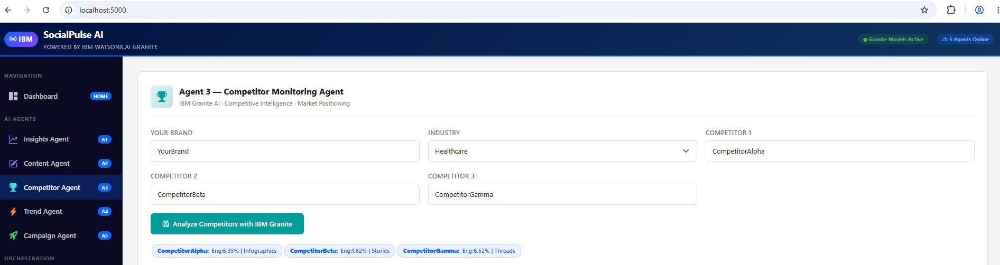 localhost:5000
IBM
SocialPulse AI
POWERED BY IBM WATSONX.AI GRANITE
Granite Models Active
5 Agents Online
NAVIGATION
Dashboard HOME
AI AGENTS
Insights Agent A1
Content Agent A2
Competitor Agent A3
Trend Agent A4
Campaign Agent A5
ORCHESTRATION
Agent 3 — Competitor Monitoring Agent
IBM Granite AI · Competitive Intelligence · Market Positioning
YOUR BRAND
YourBrand
INDUSTRY
Healthcare
COMPETITOR 1
CompetitorAlpha
COMPETITOR 2
CompetitorBeta
COMPETITOR 3
CompetitorGamma
Analyze Competitors with IBM Granite
CompetitorAlpha: Eng:6.35% | Infographics
CompetitorBeta: Eng:1.62% | Stories
CompetitorGamma: Eng:6.52% | Threads